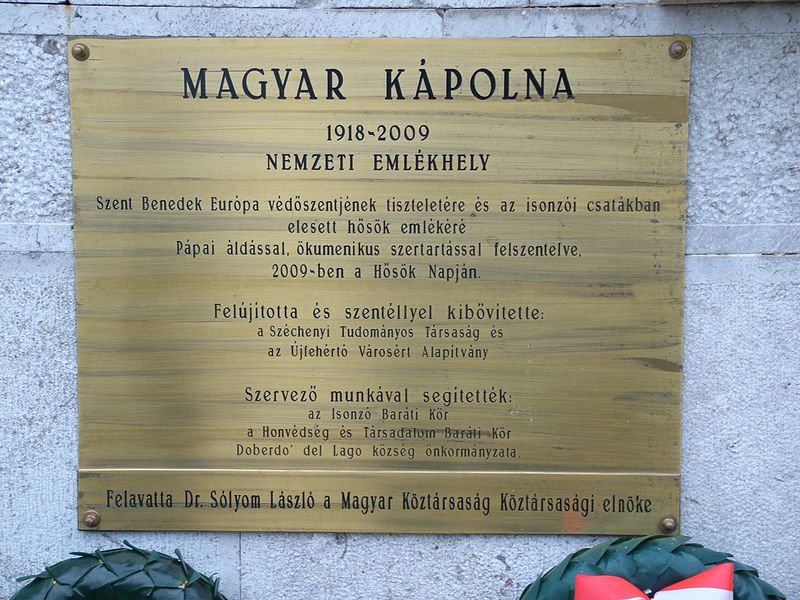 MAGYAR KÁPOLNA
1918-2009
NEMZETI EMLÉKHELY
Szent Benedek Európa védőszentjének tiszteletére és az isonzói csatákban
elesett hősök emlékéré
Pápai áldással, ökumenikus szertartással felszentelve,
2009-ben a Hősök Napján.
Felújította és szentéllyel kibővítette:
a Széchenyi Tudományos Társaság és
az Újfehértó Városért Alapítvány
Szervező munkával segítették:
az Isonzó Baráti Kör
a Honvédség és Társadalom Baráti Kör
Doberdo' del Lago község önkormányzata.
Felavatta Dr. Sólyom László a Magyar Köztársaság Köztársasági elnöke